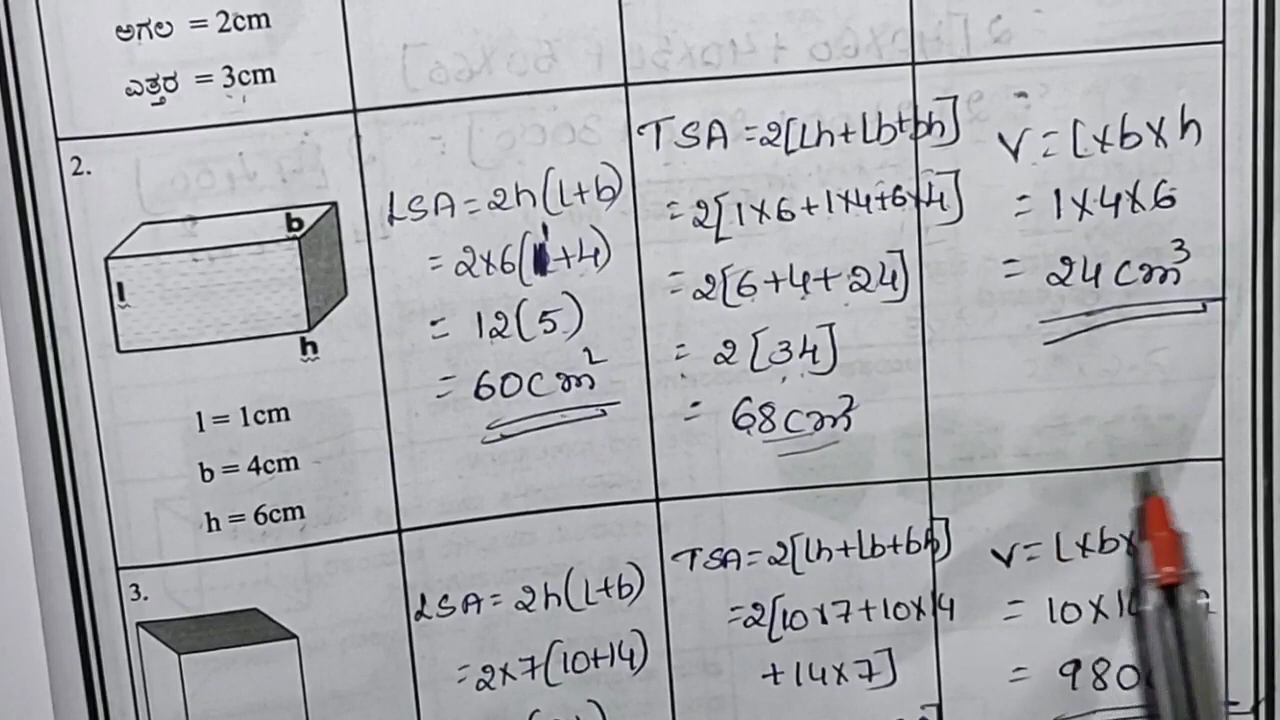 ಅಗಲ = 2cm
ಎತ್ತರ = 3cm
2.
b
l
h
l = 1cm
b = 4cm
h = 6cm
LSA = 2h(l+b)
= 2×6(1+4)
= 12(5)
= 60cm²
TSA = 2[lh+lb+bh]
= 2[1×6+1×4+6×4]
= 2[6+4+24]
= 2[34]
= 68cm²
V = l×b×h
= 1×4×6
= 24cm³
3.
LSA = 2h(l+b)
= 2×7(10+14)
TSA = 2[lh+lb+bh]
= 2[10×7+10×14
+14×7]
V = l×b×
= 10×
= 980